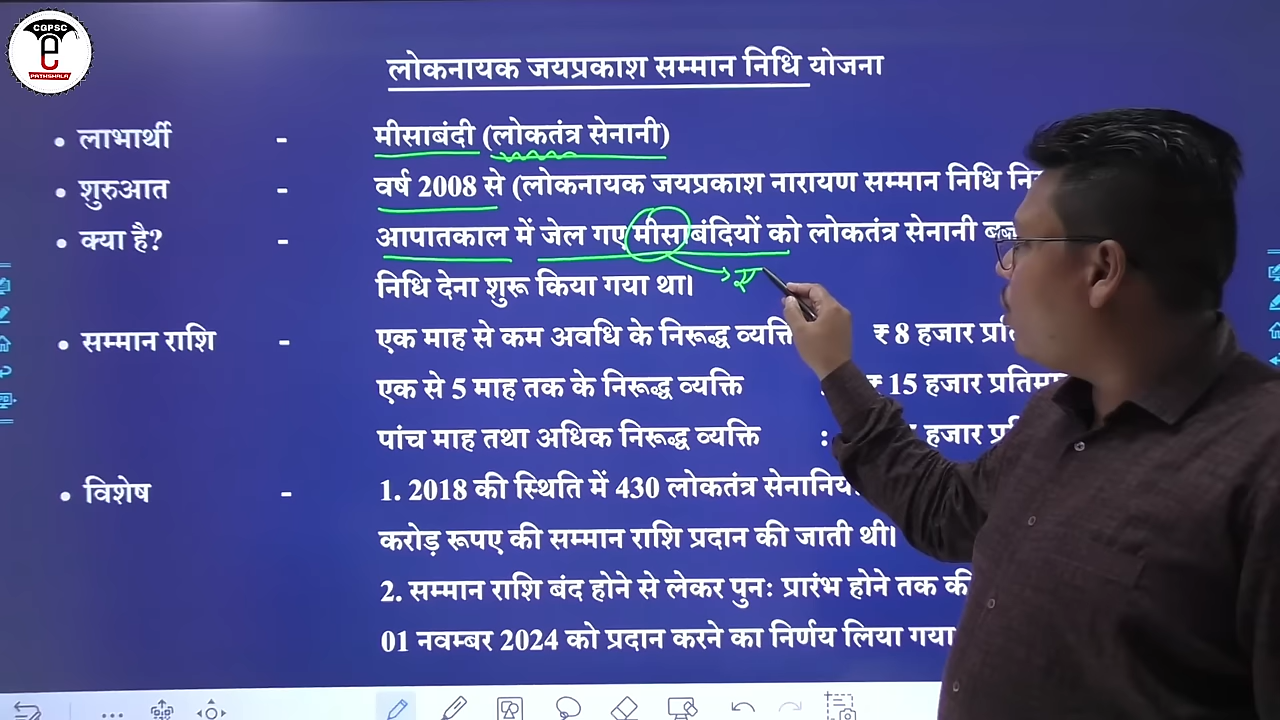 CGPSC
e
PATHSHALA
लोकनायक जयप्रकाश सम्मान निधि योजना
• लाभार्थी - मीसाबंदी (लोकतंत्र सेनानी)
• शुरुआत - वर्ष 2008 से (लोकनायक जयप्रकाश नारायण सम्मान निधि
• क्या है? - आपातकाल में जेल गए मीसाबंदियों को लोकतंत्र सेनानी
निधि देना शुरू किया गया था।
• सम्मान राशि - एक माह से कम अवधि के निरूद्ध व्यक्ति ₹ 8 हजार
एक से 5 माह तक के निरूद्ध व्यक्ति : ₹ 15 हजार
पांच माह तथा अधिक निरूद्ध व्यक्ति : हजार
• विशेष - 1. 2018 की स्थिति में 430 लोकतंत्र
करोड़ रूपए की सम्मान राशि प्रदान की जाती थी।
2. सम्मान राशि बंद होने से लेकर पुनः प्रारंभ होने तक की
01 नवम्बर 2024 को प्रदान करने का निर्णय लिया गया